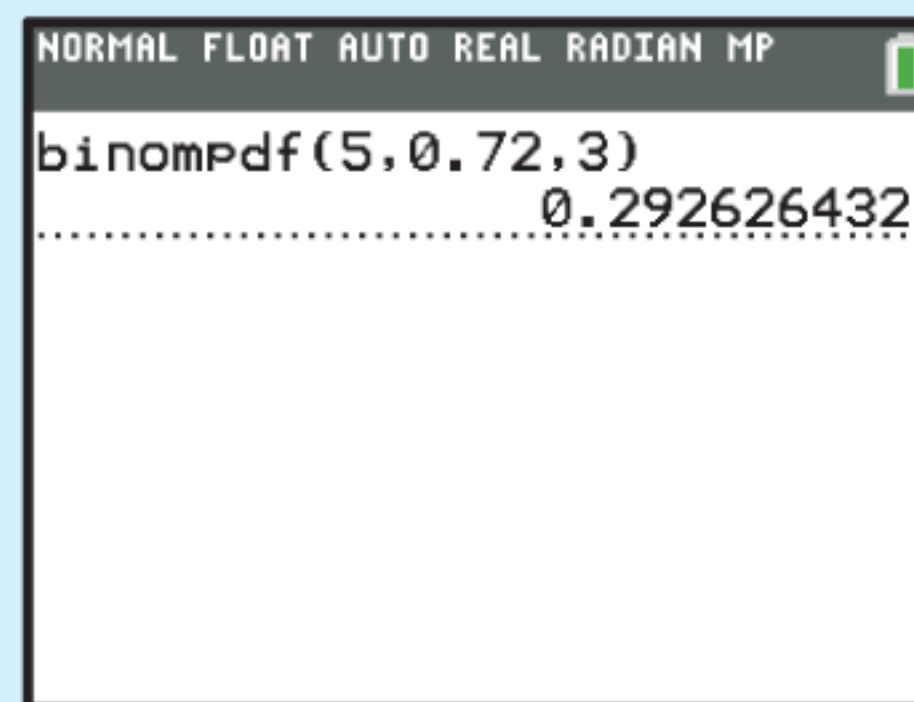 NORMAL FLOAT AUTO REAL RADIAN MP
binompdf(5,0.72,3)
0.292626432